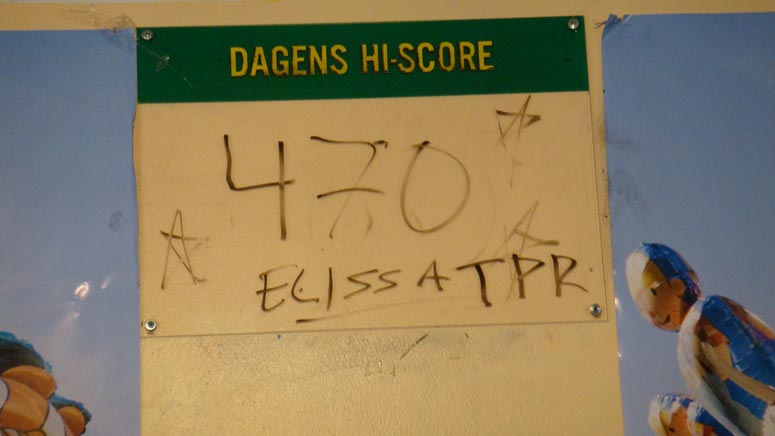 DAGENS HI-SCORE
470
ELISSA TPR